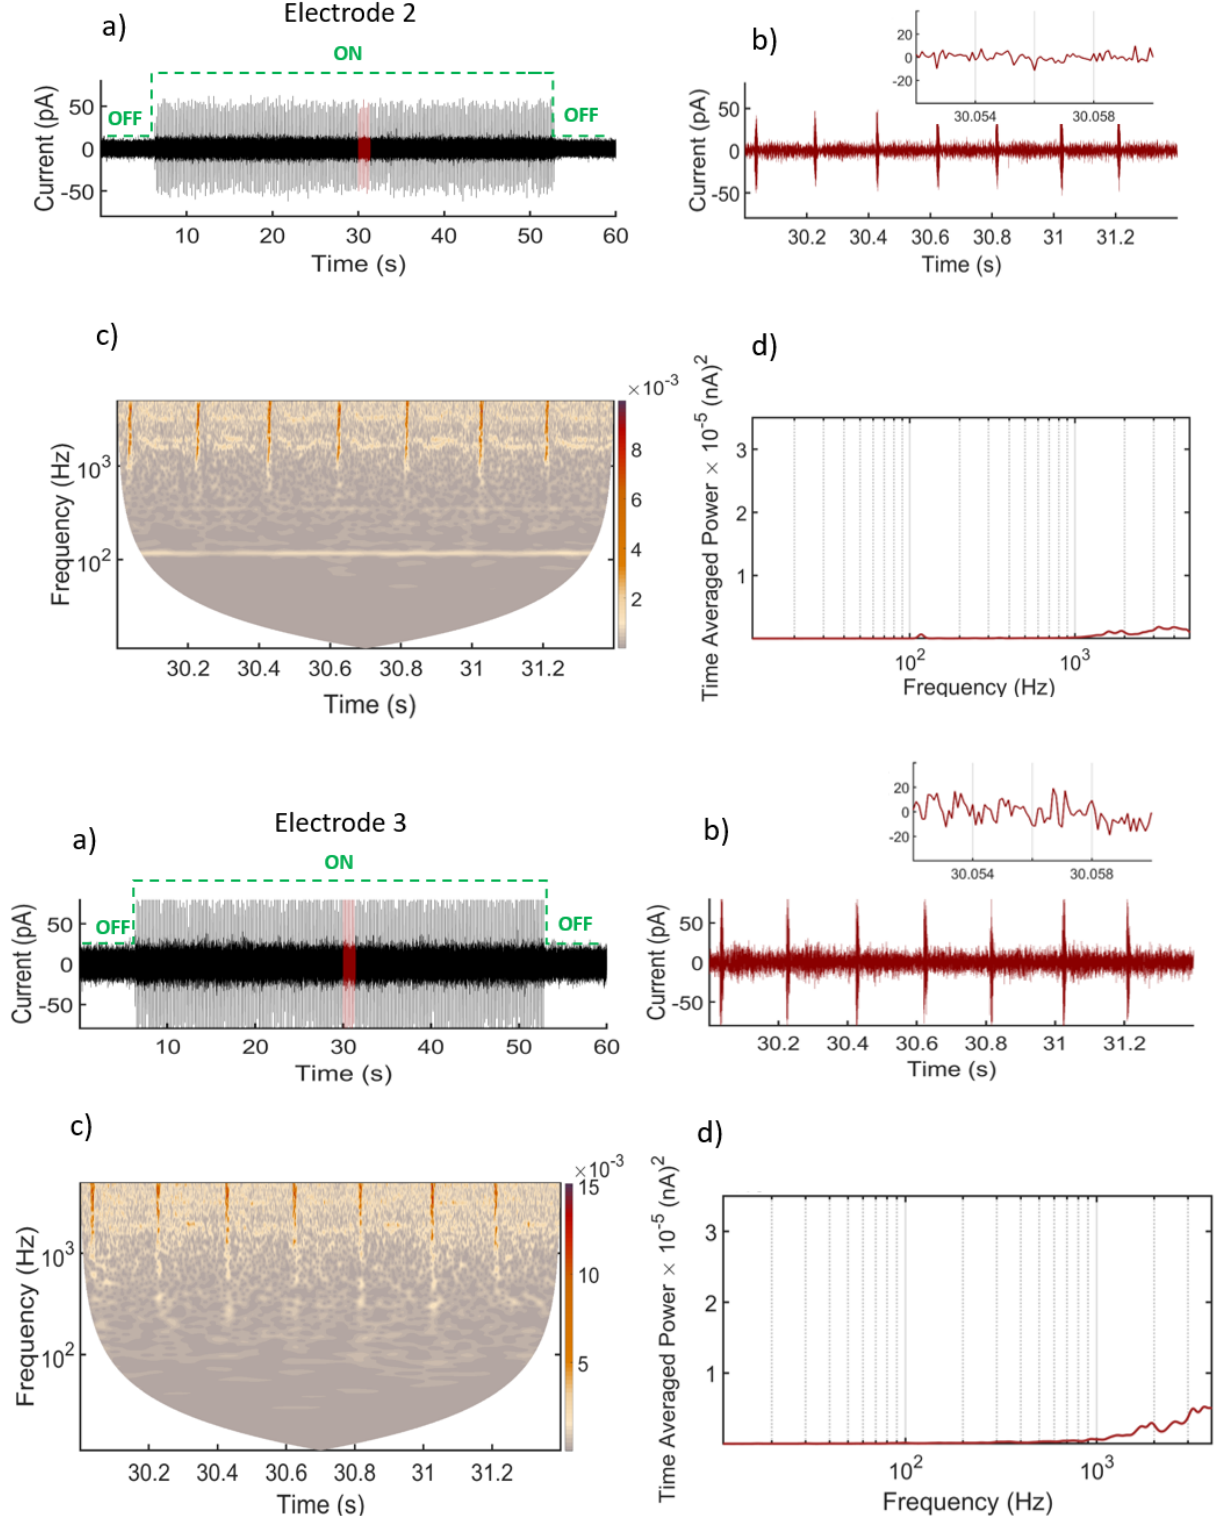 Electrode 2
a)
ON
OFF
OFF
50
0
-50
Current (pA)
10 20 30 40 50 60
Time (s)
b)
20
0
-20
30.054 30.058
50
0
-50
Current (pA)
30.2 30.4 30.6 30.8 31 31.2
Time (s)
c)
×10-3
8
6
4
2
10³
10²
Frequency (Hz)
30.2 30.4 30.6 30.8 31 31.2
Time (s)
d)
Time Averaged Power × 10-5 (nA)2
3
2
1
10² 10³
Frequency (Hz)
Electrode 3
a)
ON
OFF
OFF
50
0
-50
Current (pA)
10 20 30 40 50 60
Time (s)
b)
20
0
-20
30.054 30.058
50
0
-50
Current (pA)
30.2 30.4 30.6 30.8 31 31.2
Time (s)
c)
×10-3
15
10
5
10³
10²
Frequency (Hz)
30.2 30.4 30.6 30.8 31 31.2
Time (s)
d)
Time Averaged Power × 10-5 (nA)2
3
2
1
10² 10³
Frequency (Hz)